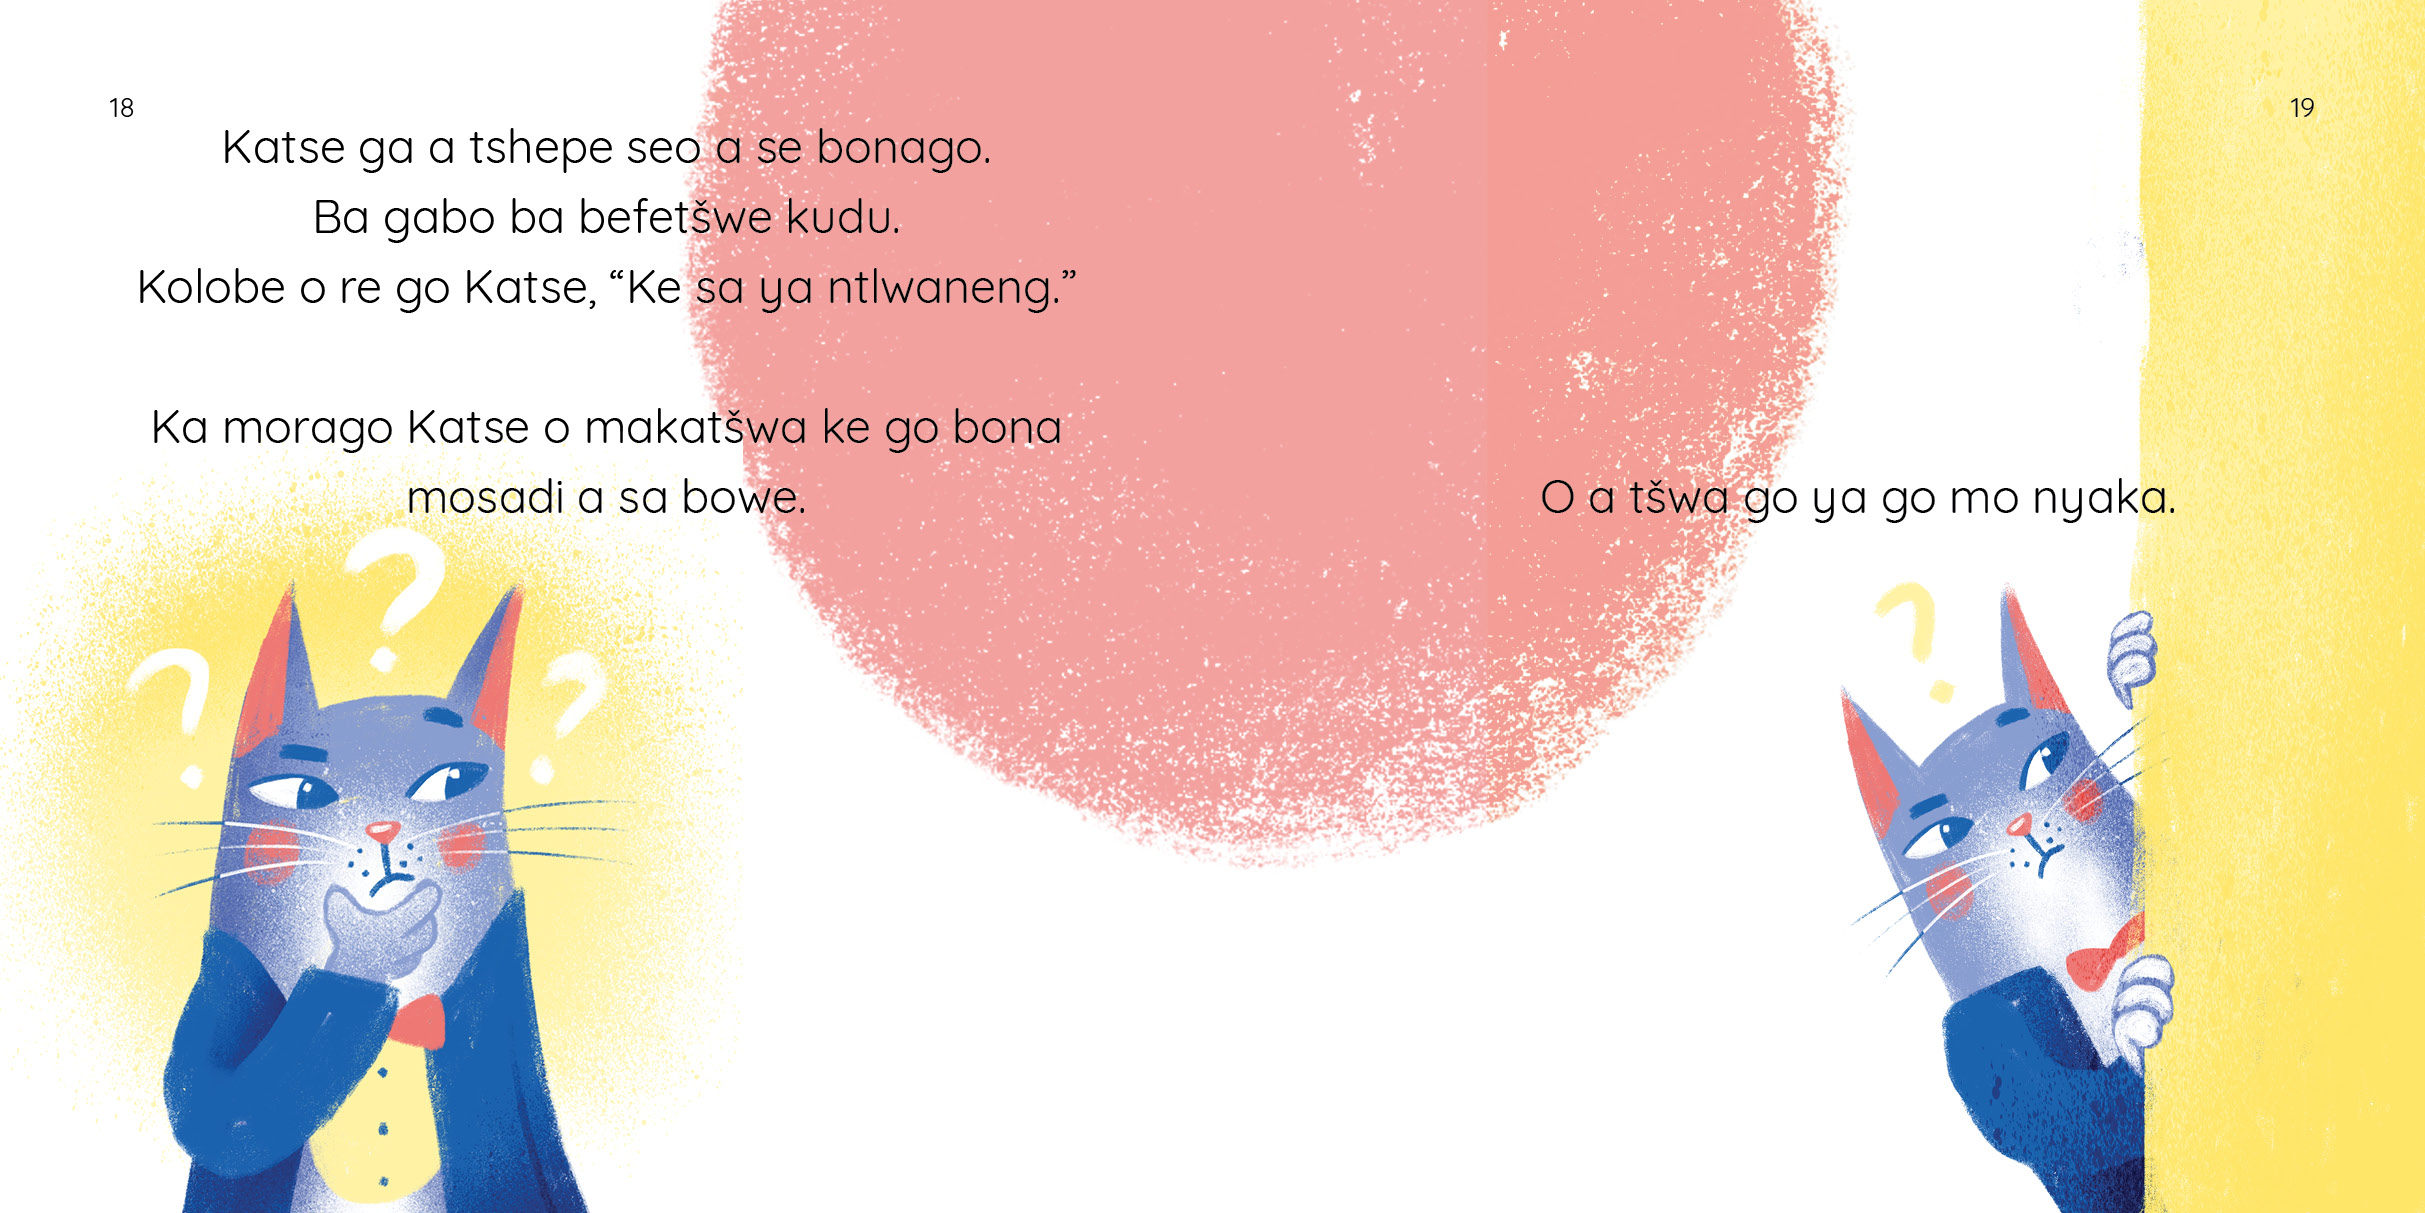 18
Katse ga a tshepe seo a se bonago.
Ba gabo ba befetšwe kudu.
Kolobe o re go Katse, “Ke sa ya ntlwaneng.”
Ka morago Katse o makatšwa ke go bona
mosadi a sa bowe.
19
O a tšwa go ya go mo nyaka.